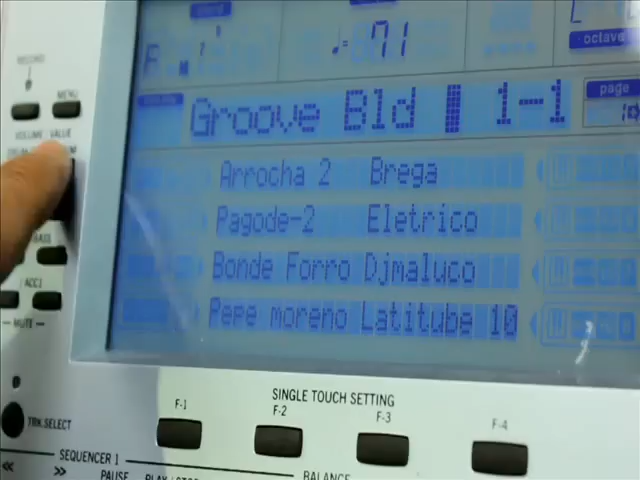 RECORD
MENU
VOLUME VALUE
♩= 71
octave
Groove Bld 1-1
page
Arrocha 2 Brega
Pagode-2 Eletrico
Bonde Forro Djmaluco
Pepe moreno Latitube 10
BASS
ACC1
MUTE
TRK.SELECT
SINGLE TOUCH SETTING
F-1 F-2 F-3 F-4
SEQUENCER 1
<< >> PAUSE
BALANCE